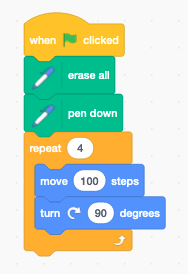 when clicked
erase all
pen down
repeat 4
move 100 steps
turn 90 degrees